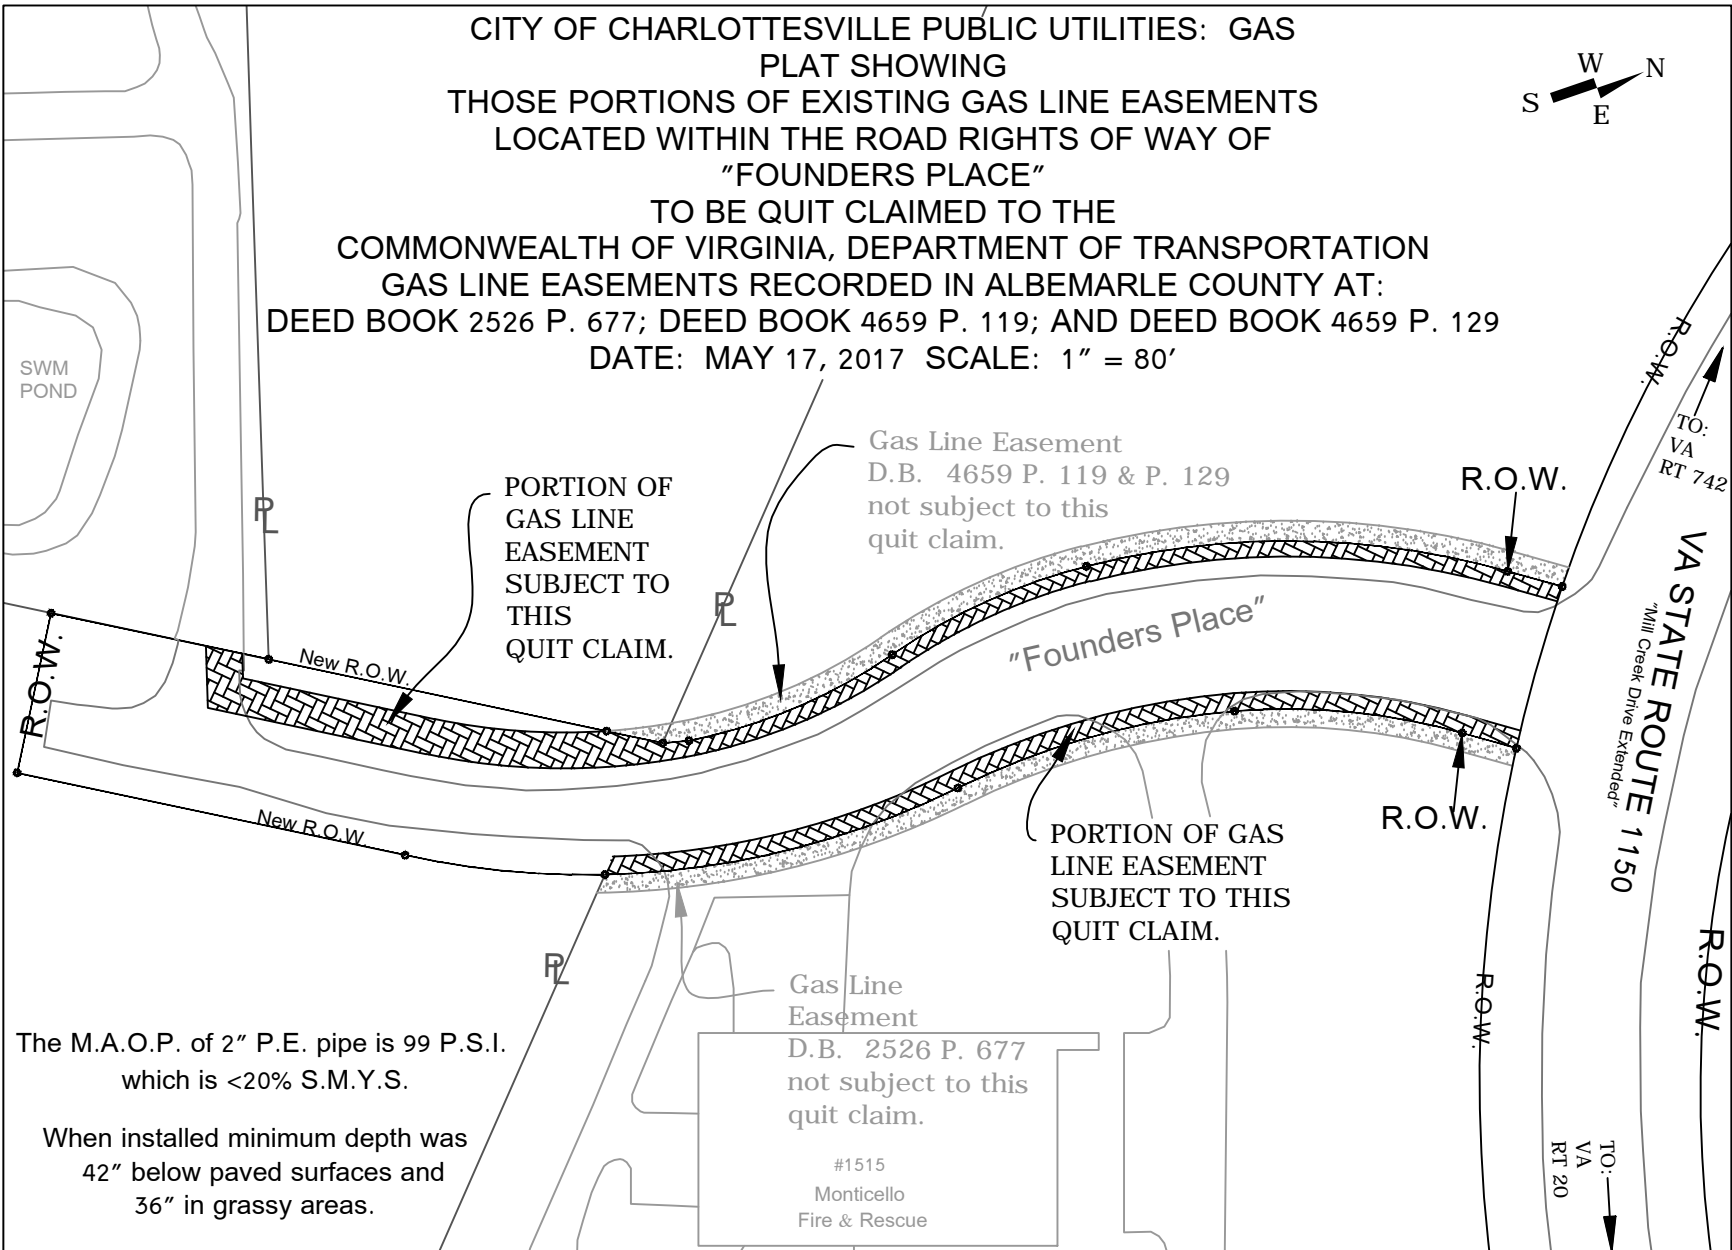 CITY OF CHARLOTTESVILLE PUBLIC UTILITIES: GAS
PLAT SHOWING
THOSE PORTIONS OF EXISTING GAS LINE EASEMENTS
LOCATED WITHIN THE ROAD RIGHTS OF WAY OF
"FOUNDERS PLACE"
TO BE QUIT CLAIMED TO THE
COMMONWEALTH OF VIRGINIA, DEPARTMENT OF TRANSPORTATION
GAS LINE EASEMENTS RECORDED IN ALBEMARLE COUNTY AT:
DEED BOOK 2526 P. 677; DEED BOOK 4659 P. 119; AND DEED BOOK 4659 P. 129
DATE: MAY 17, 2017 SCALE: 1" = 80'
W
N
S
E
SWM
POND
R.O.W.
TO:
VA
RT 742
Gas Line Easement
D.B. 4659 P. 119 & P. 129
not subject to this
quit claim.
PORTION OF
GAS LINE
EASEMENT
SUBJECT TO
THIS
QUIT CLAIM.
R.O.W.
PL
PL
VA STATE ROUTE 1150
"Mill Creek Drive Extended"
"Founders Place"
R.O.W.
New R.O.W.
New R.O.W.
R.O.W.
PORTION OF GAS
LINE EASEMENT
SUBJECT TO THIS
QUIT CLAIM.
PL
R.O.W.
R.O.W.
Gas Line
Easement
D.B. 2526 P. 677
not subject to this
quit claim.
The M.A.O.P. of 2" P.E. pipe is 99 P.S.I.
which is <20% S.M.Y.S.
When installed minimum depth was
42" below paved surfaces and
36" in grassy areas.
#1515
Monticello
Fire & Rescue
TO:
VA
RT 20